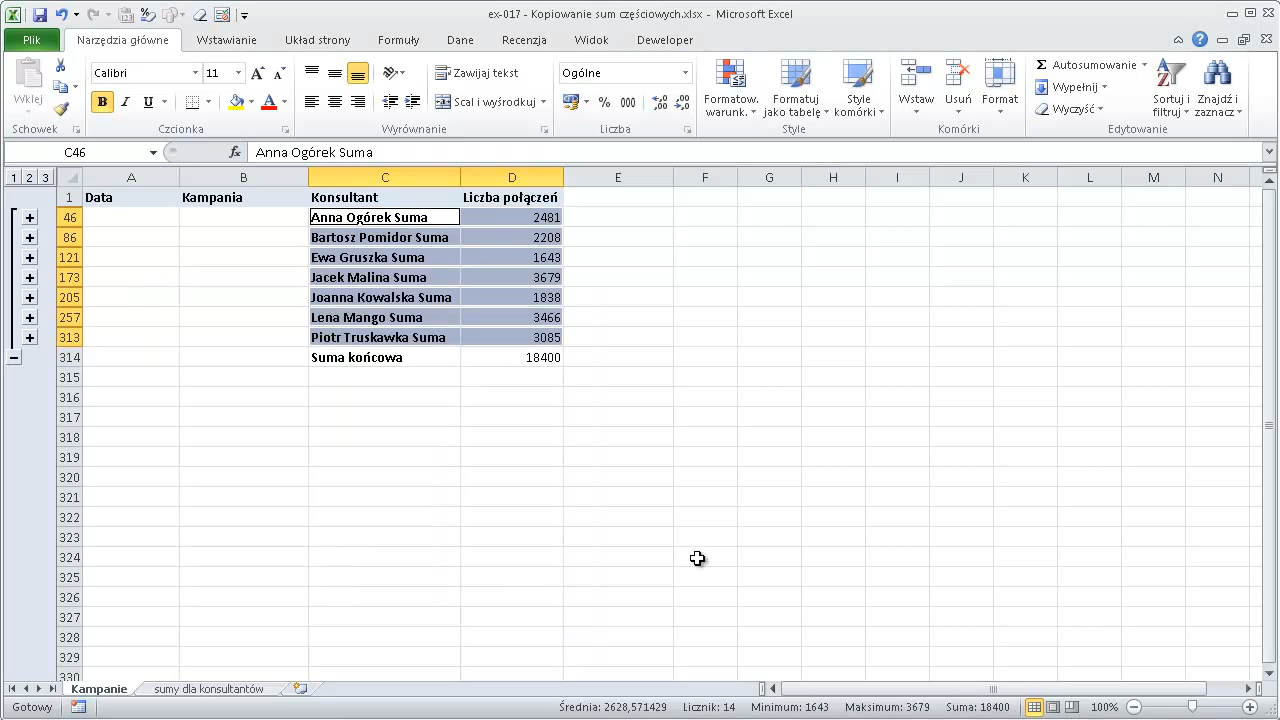 ex-017 - Kopiowanie sum częściowych.xlsx - Microsoft Excel
Plik Narzędzia główne Wstawianie Układ strony Formuły Dane Recenzja Widok Deweloper
Calibri 11 Zawijaj tekst Ogólne Autosumowanie
Wklej Wypełnij
B I U A Scal i wyśrodkuj % 000 Wyczyść
Formatow. warunk. Formatuj jako tabelę Style komórki Wstaw Usuń Format Sortuj i filtruj Znajdź i zaznacz
Schowek Czcionka Wyrównanie Liczba Style Komórki Edytowanie
C46 fx Anna Ogórek Suma
1 2 3 A B C D E F G H I J K L M N
1 Data Kampania Konsultant Liczba połączeń
46 Anna Ogórek Suma 2481
86 Bartosz Pomidor Suma 2208
121 Ewa Gruszka Suma 1643
173 Jacek Malina Suma 3679
205 Joanna Kowalska Suma 1838
257 Lena Mango Suma 3466
313 Piotr Truskawka Suma 3085
314 Suma końcowa 18400
315
316
317
318
319
320
321
322
323
324
325
326
327
328
329
330
Kampanie sumy dla konsultantów
Gotowy Średnia: 2628,571429 Licznik: 14 Minimum: 1643 Maksimum: 3679 Suma: 18400 100%